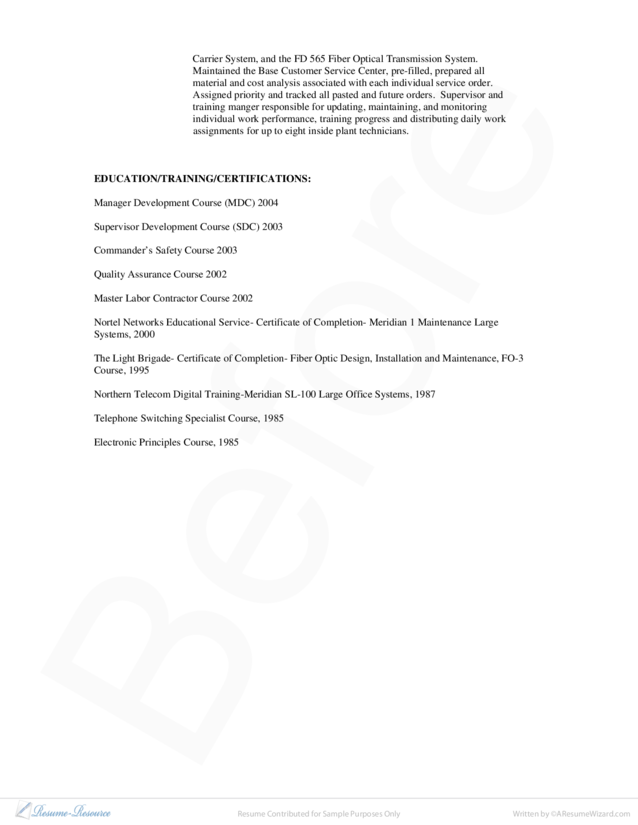 Carrier System, and the FD 565 Fiber Optical Transmission System.
Maintained the Base Customer Service Center, pre-filled, prepared all
material and cost analysis associated with each individual service order.
Assigned priority and tracked all pasted and future orders.  Supervisor and
training manger responsible for updating, maintaining, and monitoring
individual work performance, training progress and distributing daily work
assignments for up to eight inside plant technicians.
EDUCATION/TRAINING/CERTIFICATIONS:
Manager Development Course (MDC) 2004
Supervisor Development Course (SDC) 2003
Commander's Safety Course 2003
Quality Assurance Course 2002
Master Labor Contractor Course 2002
Nortel Networks Educational Service- Certificate of Completion- Meridian 1 Maintenance Large
Systems, 2000
The Light Brigade- Certificate of Completion- Fiber Optic Design, Installation and Maintenance, FO-3
Course, 1995
Northern Telecom Digital Training-Meridian SL-100 Large Office Systems, 1987
Telephone Switching Specialist Course, 1985
Electronic Principles Course, 1985
Before
Resume-Resource
Resume Contributed for Sample Purposes Only
Written by ©AResumeWizard.com